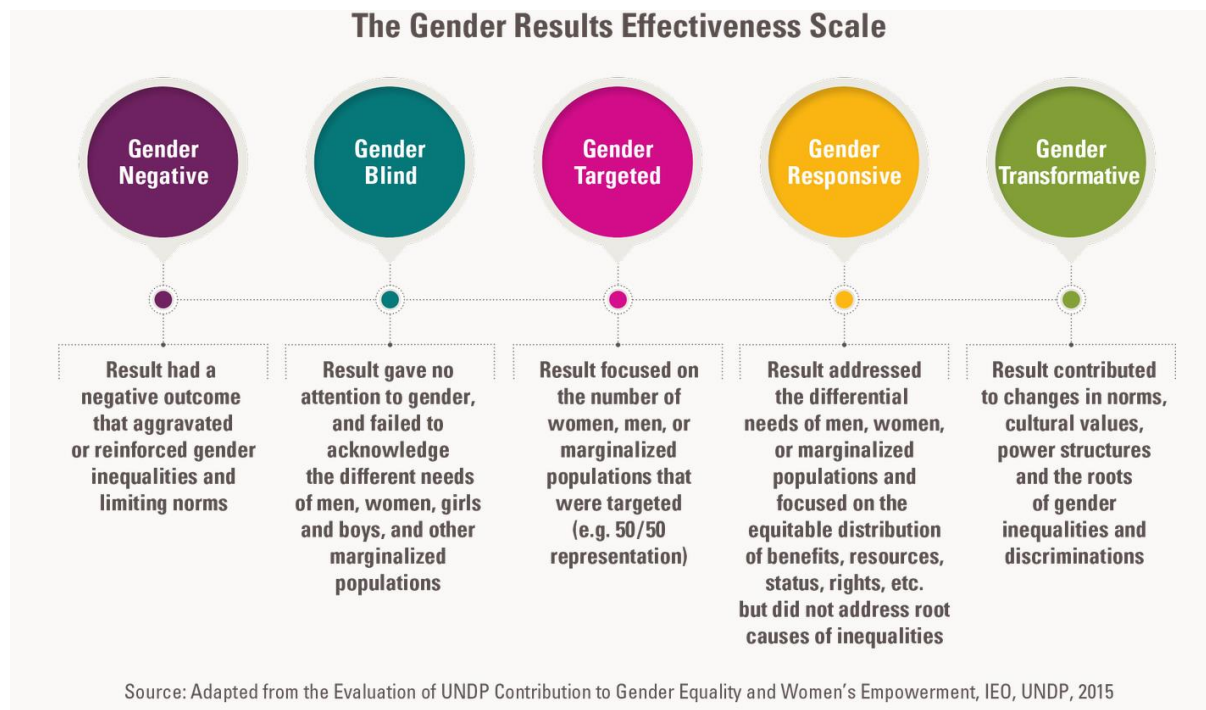 The Gender Results Effectiveness Scale
Gender
Negative
Gender
Blind
Gender
Targeted
Gender
Responsive
Gender
Transformative
Result had a
negative outcome
that aggravated
or reinforced gender
inequalities and
limiting norms
Result gave no
attention to gender,
and failed to
acknowledge
the different needs
of men, women, girls
and boys, and other
marginalized
populations
Result focused on
the number of
women, men, or
marginalized
populations that
were targeted
(e.g. 50/50
representation)
Result addressed
the differential
needs of men, women,
or marginalized
populations and
focused on the
equitable distribution
of benefits, resources,
status, rights, etc.
but did not address root
causes of inequalities
Result contributed
to changes in norms,
cultural values,
power structures
and the roots
of gender
inequalities and
discriminations
Source: Adapted from the Evaluation of UNDP Contribution to Gender Equality and Women’s Empowerment, IEO, UNDP, 2015